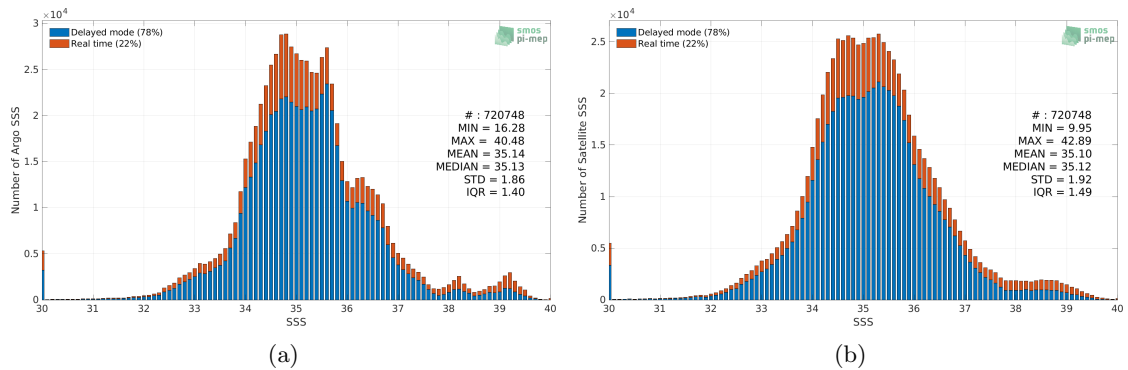 ×10⁴
Delayed mode (78%)
Real time (22%)
smos
pi-mep
# : 720748
MIN = 16.28
MAX = 40.48
MEAN = 35.14
MEDIAN = 35.13
STD = 1.86
IQR = 1.40
Number of Argo SSS
3
2.5
2
1.5
1
0.5
0
30 31 32 33 34 35 36 37 38 39 40
SSS
(a)
×10⁴
Delayed mode (78%)
Real time (22%)
smos
pi-mep
# : 720748
MIN = 9.95
MAX = 42.89
MEAN = 35.10
MEDIAN = 35.12
STD = 1.92
IQR = 1.49
Number of Satellite SSS
2.5
2
1.5
1
0.5
0
30 31 32 33 34 35 36 37 38 39 40
SSS
(b)